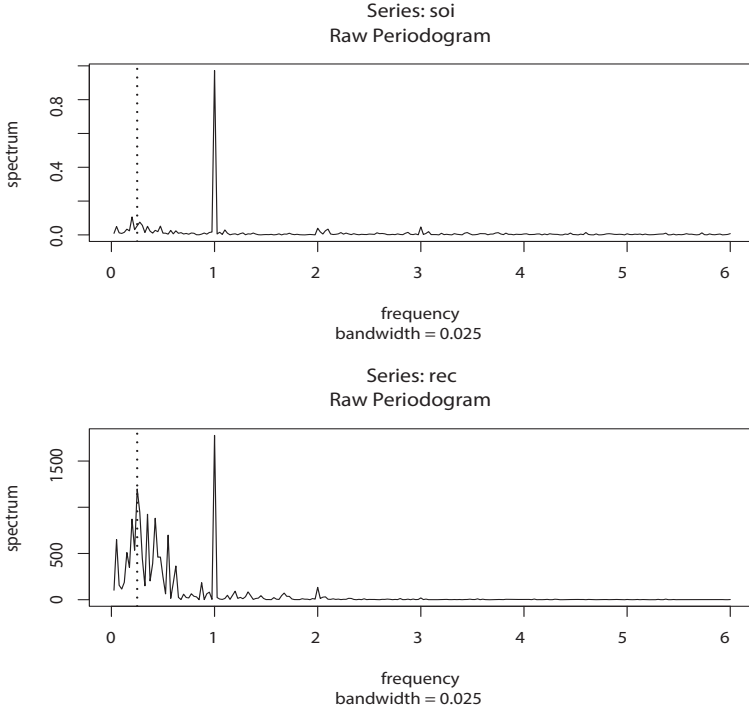 Series: soi
Raw Periodogram
spectrum
0.8
0.4
0.0
0 1 2 3 4 5 6
frequency
bandwidth = 0.025
Series: rec
Raw Periodogram
spectrum
1500
500
0
0 1 2 3 4 5 6
frequency
bandwidth = 0.025